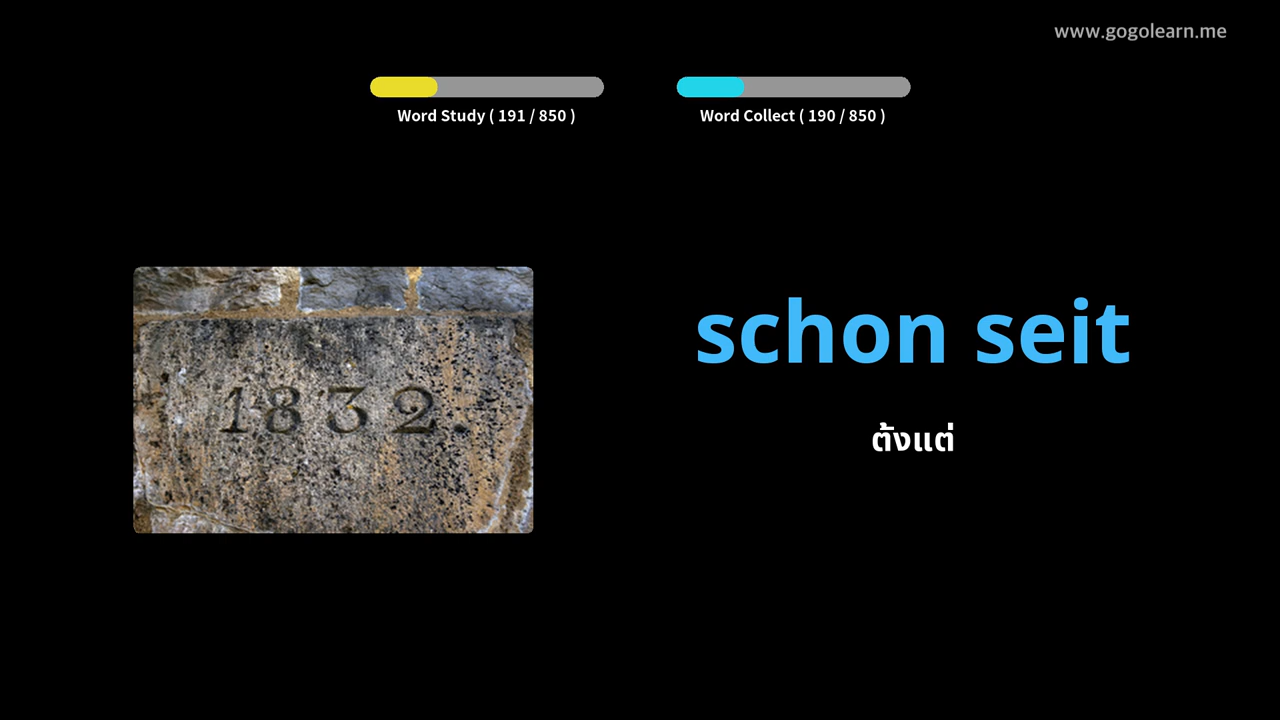 www.gogolearn.me
Word Study ( 191 / 850 )
Word Collect ( 190 / 850 )
1832.
schon seit
ตั้งแต่